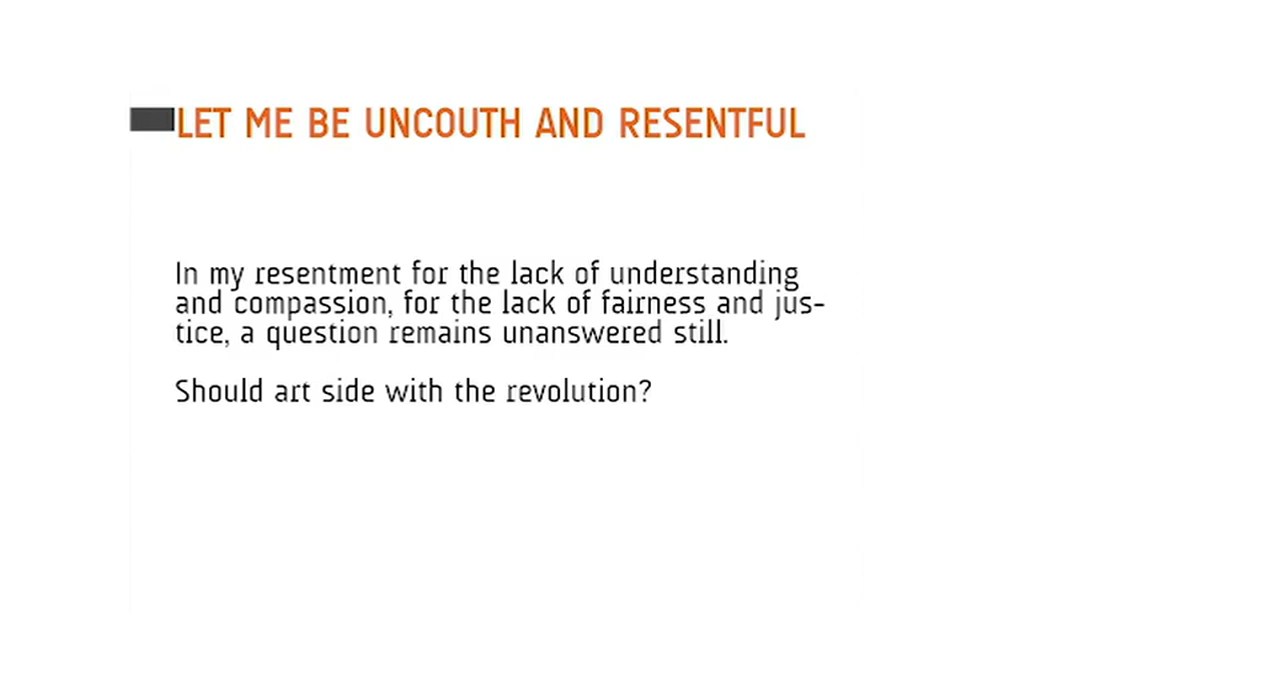 LET ME BE UNCOUTH AND RESENTFUL
In my resentment for the lack of understanding
and compassion, for the lack of fairness and jus-
tice, a question remains unanswered still.
Should art side with the revolution?